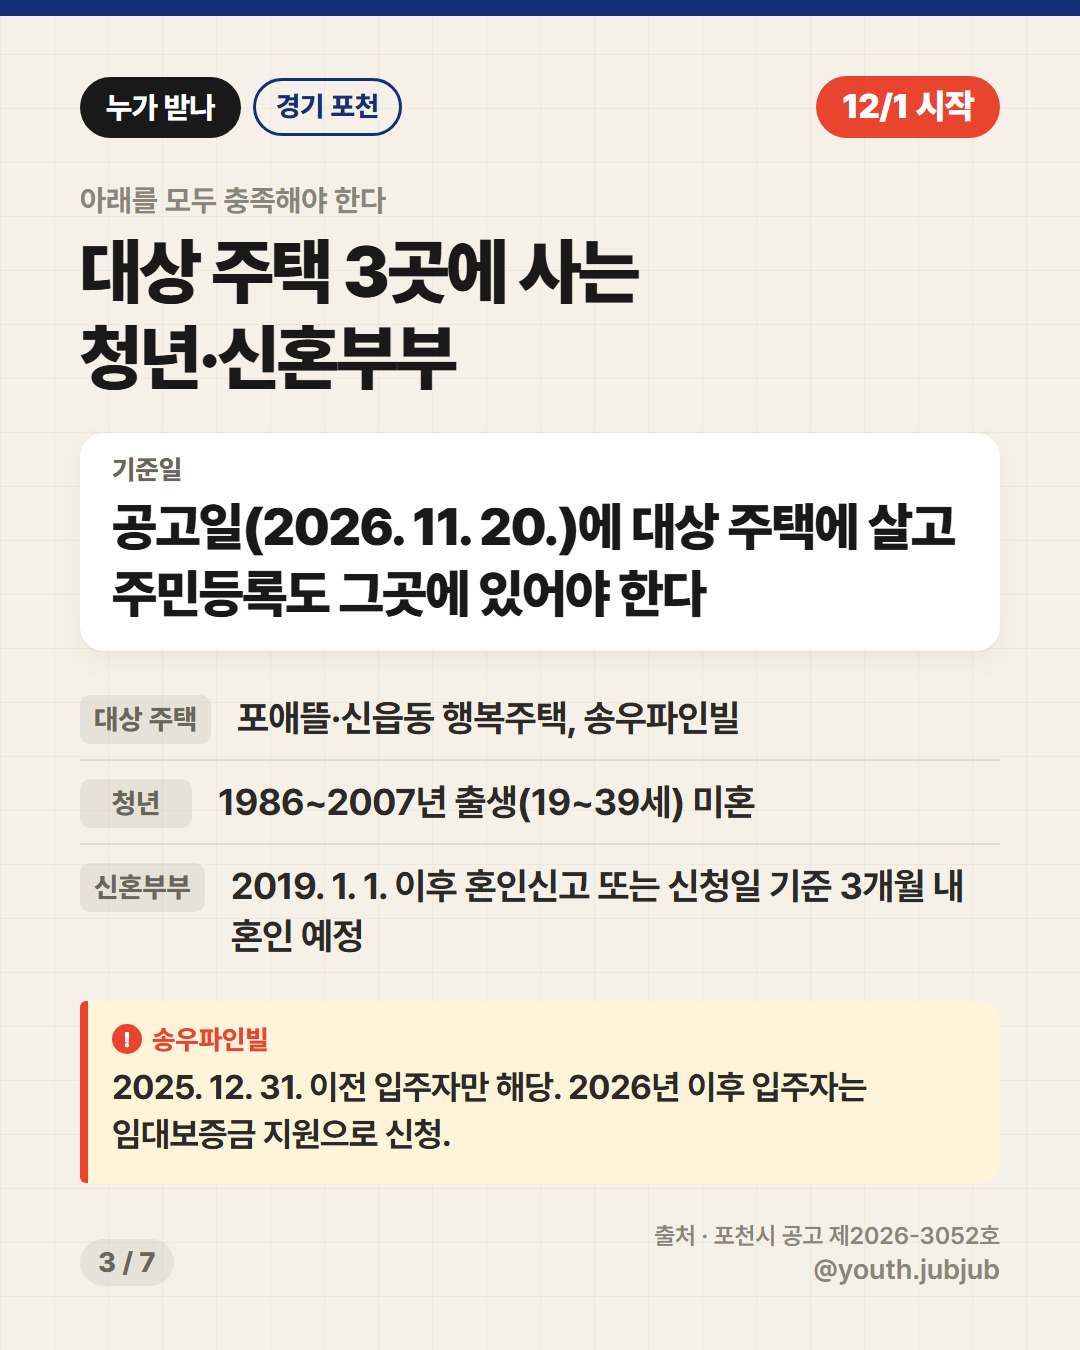 누가 받나
경기 포천
12/1 시작
아래를 모두 충족해야 한다
대상 주택 3곳에 사는
청년·신혼부부
기준일
공고일(2026. 11. 20.)에 대상 주택에 살고
주민등록도 그곳에 있어야 한다
대상 주택
포애뜰·신읍동 행복주택, 송우파인빌
청년
1986~2007년 출생(19~39세) 미혼
신혼부부
2019. 1. 1. 이후 혼인신고 또는 신청일 기준 3개월 내
혼인 예정
! 송우파인빌
2025. 12. 31. 이전 입주자만 해당. 2026년 이후 입주자는
임대보증금 지원으로 신청.
3 / 7
출처 · 포천시 공고 제2026-3052호
@youth.jubjub